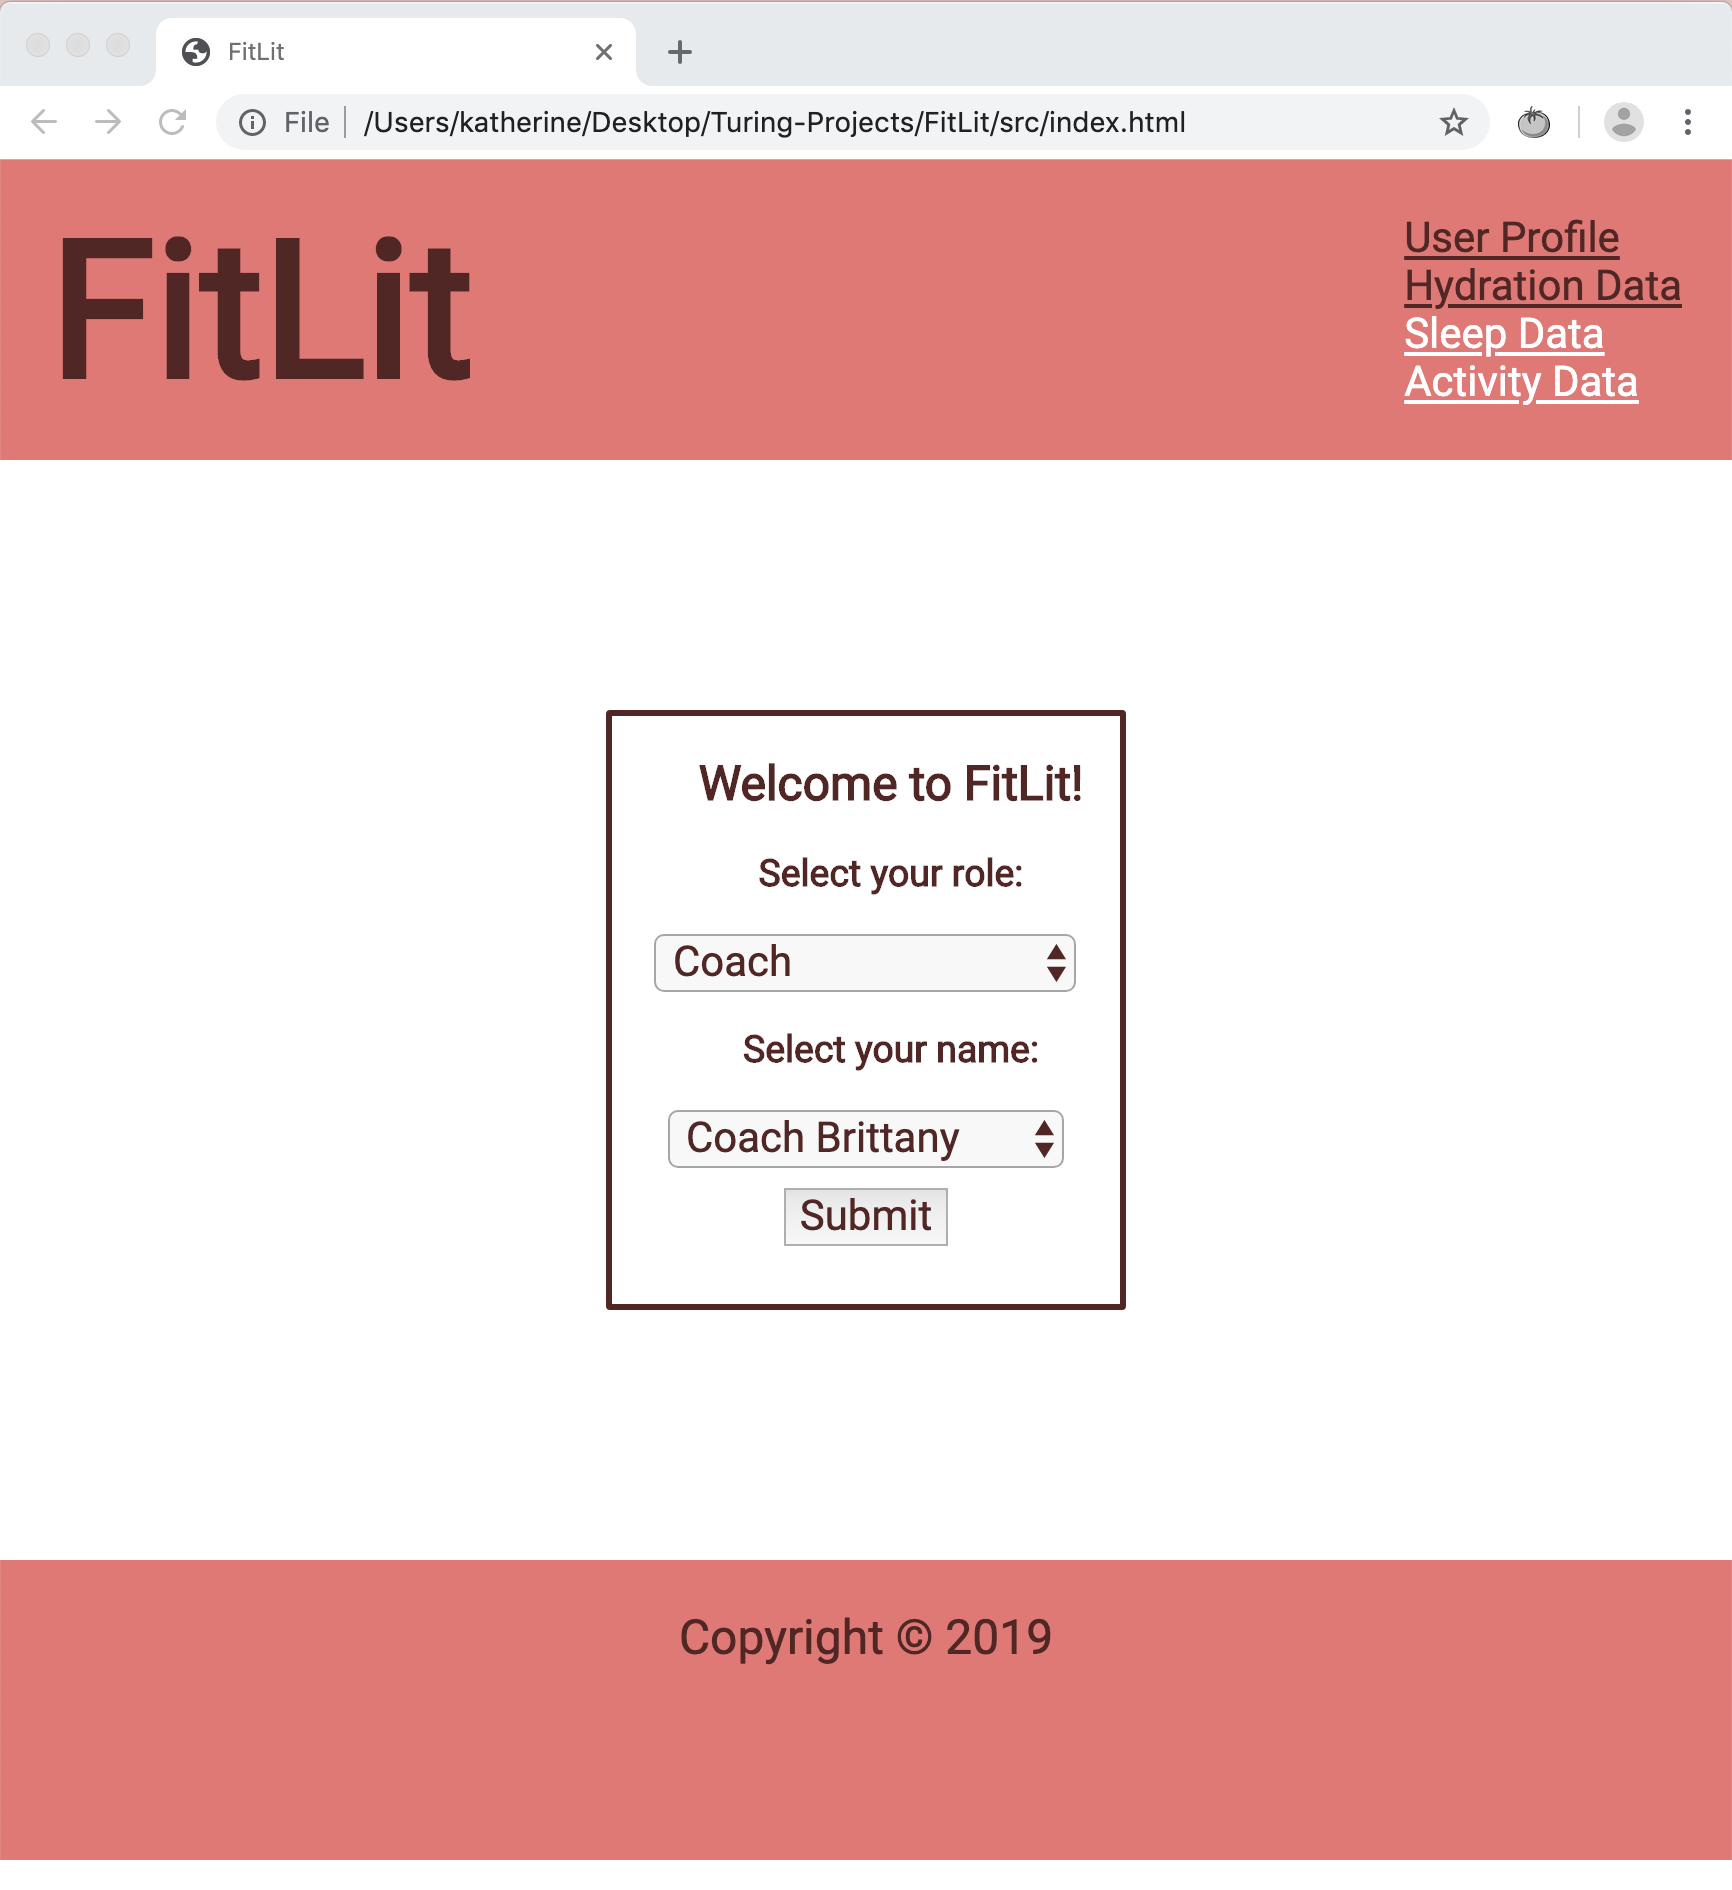 FitLit
File /Users/katherine/Desktop/Turing-Projects/FitLit/src/index.html
FitLit
User Profile
Hydration Data
Sleep Data
Activity Data
Welcome to FitLit!
Select your role:
Coach
Select your name:
Coach Brittany
Submit
Copyright © 2019